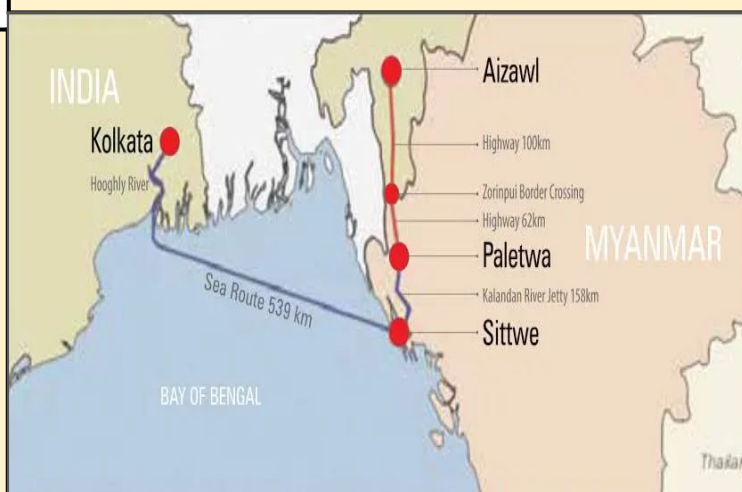 INDIA
Aizawl
Kolkata
Highway 100km
Hooghly River
Zorinpui Border Crossing
Highway 62km
Paletwa
MYANMAR
Sea Route 539 km
Kalandan River Jetty 158km
Sittwe
BAY OF BENGAL